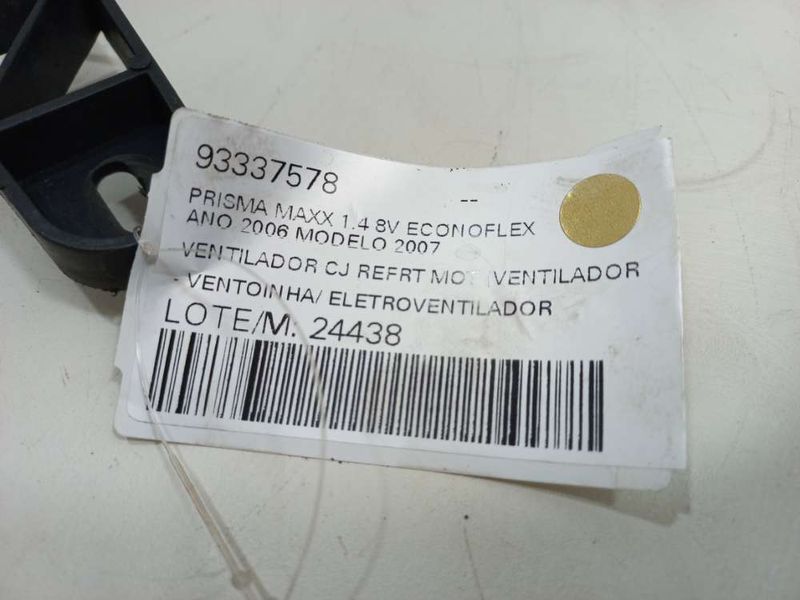 93337578
--
PRISMA MAXX 1.4 8V ECONOFLEX
ANO 2006 MODELO 2007
VENTILADOR CJ REFRT MOT (VENTILADOR
- VENTOINHA/ ELETROVENTILADOR
LOTE/M: 24438